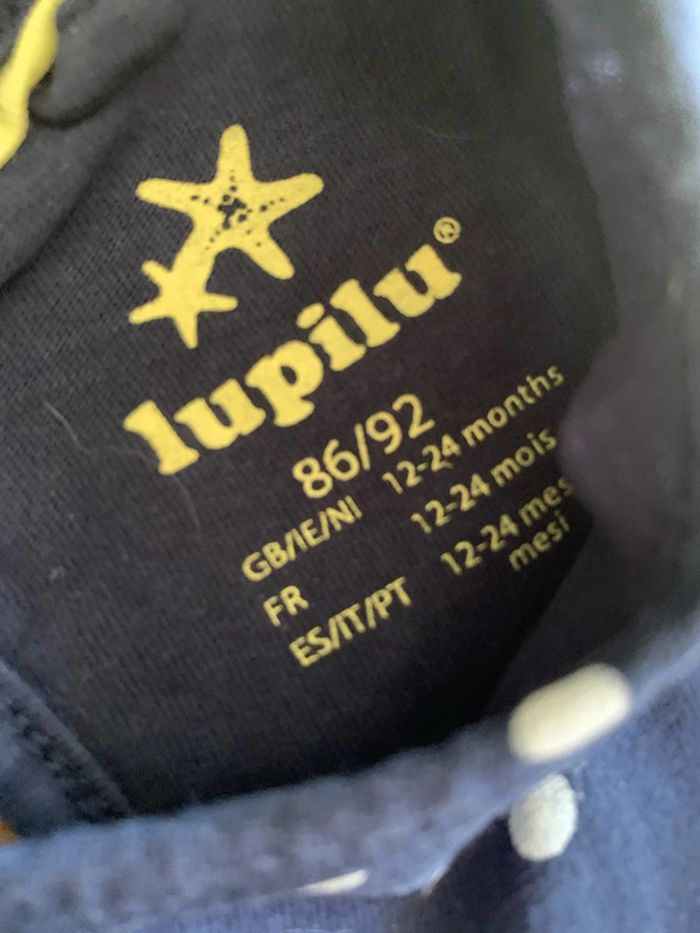 lupilu®
86/92
GB/IE/NI 12-24 months
FR 12-24 mois
ES/IT/PT 12-24
mesi